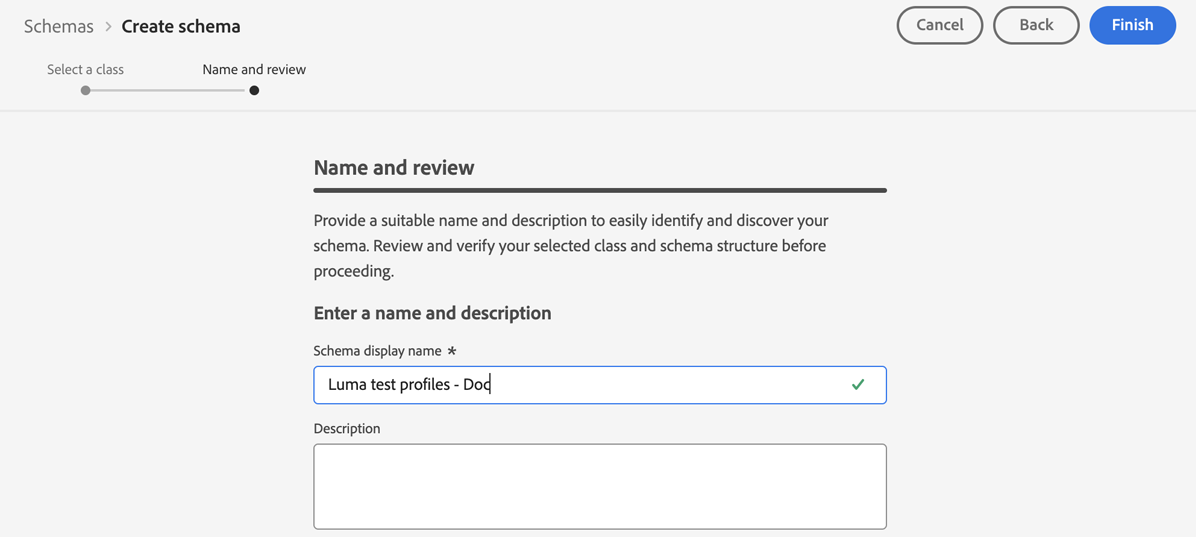 Schemas > Create schema
Cancel
Back
Finish
Select a class
Name and review
Name and review
Provide a suitable name and description to easily identify and discover your
schema. Review and verify your selected class and schema structure before
proceeding.
Enter a name and description
Schema display name *
Luma test profiles - Doc
Description